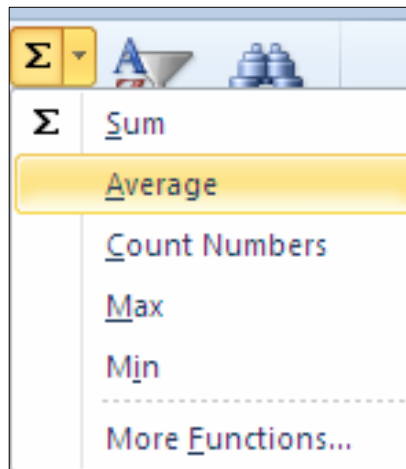 Σ
Σ Sum
Average
Count Numbers
Max
Min
More Functions...